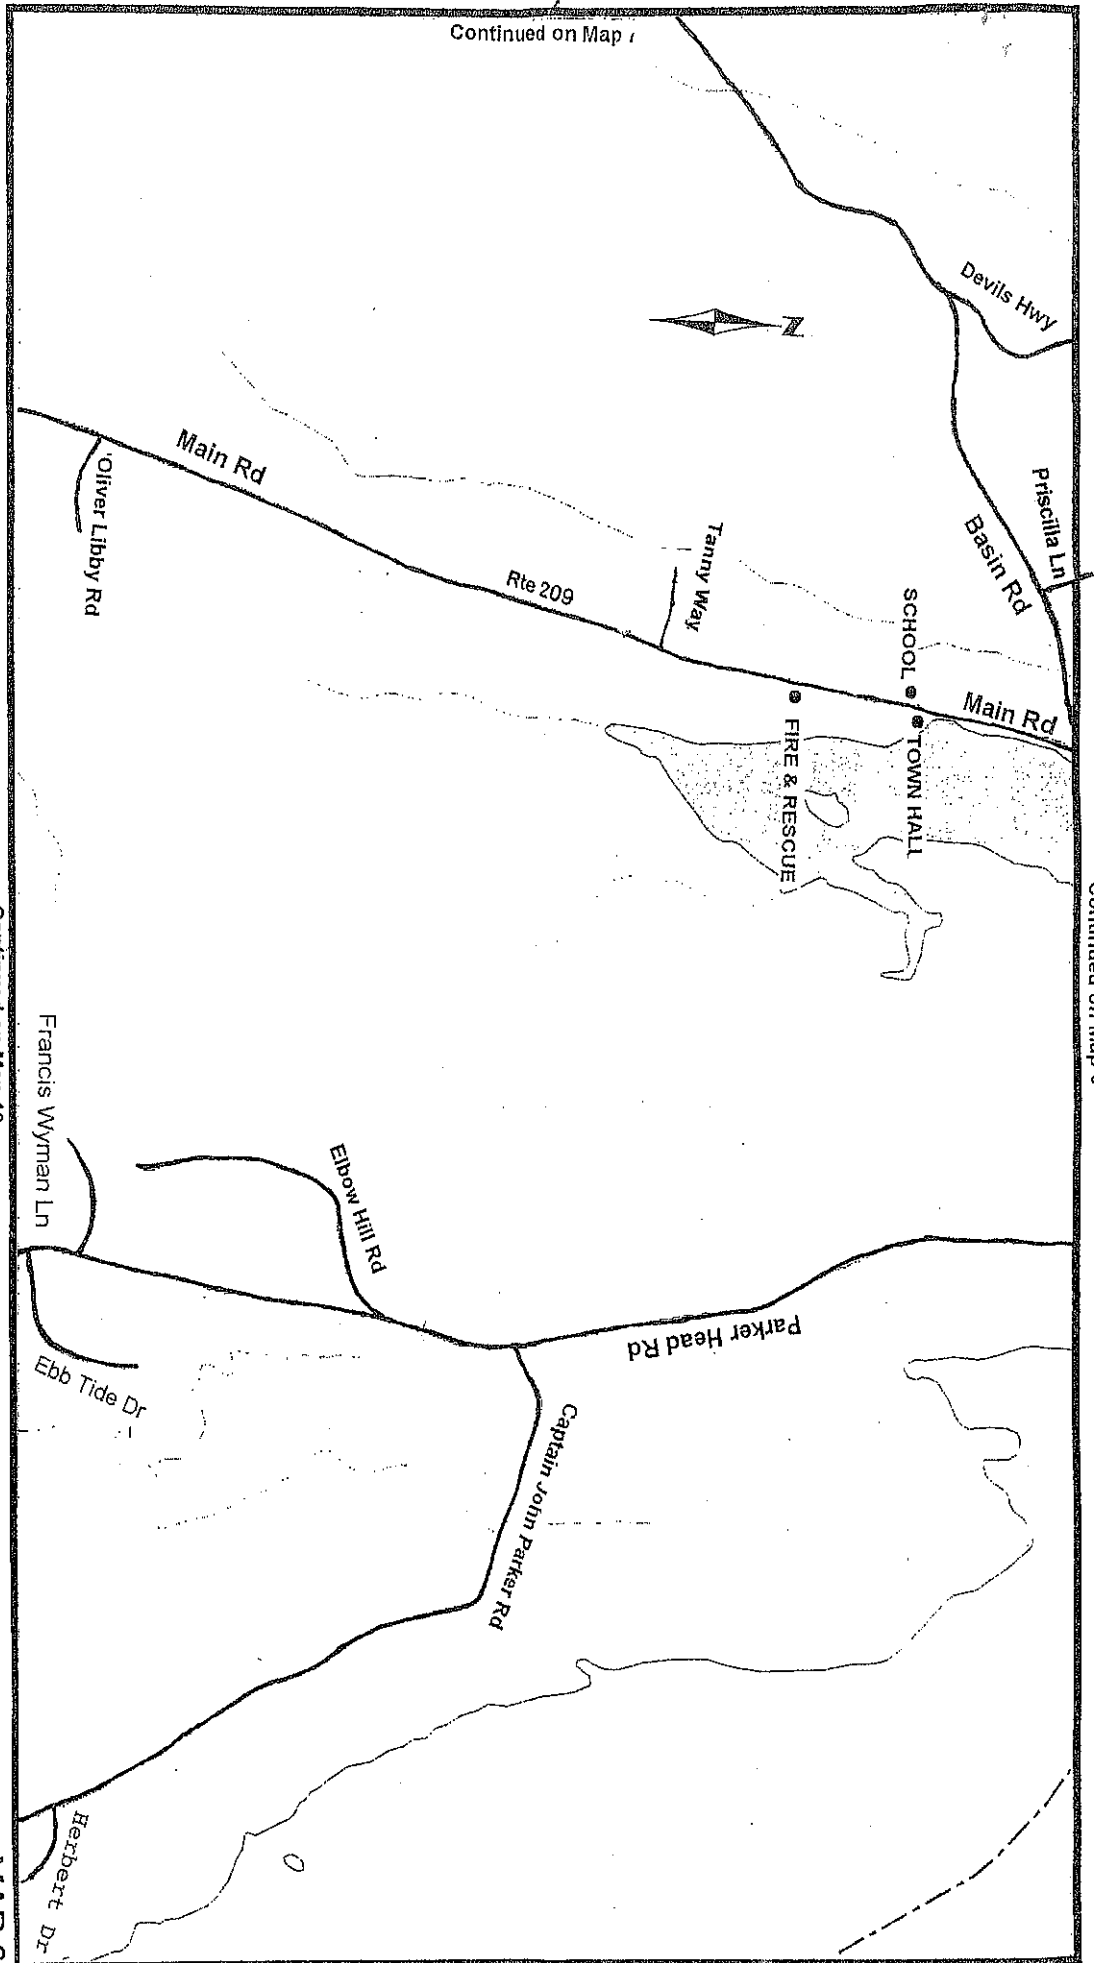 Continued on Map
Devils Hwy
N
Priscilla Ln
Basin Rd
Main Rd
Oliver Libby Rd
Rte 209
Tanny Way
SCHOOL
Main Rd
TOWN HALL
FIRE & RESCUE
Francis Wyman Ln
Elbow Hill Rd
Parker Head Rd
Ebb Tide Dr
Captain John Parker Rd
Herbert Dr